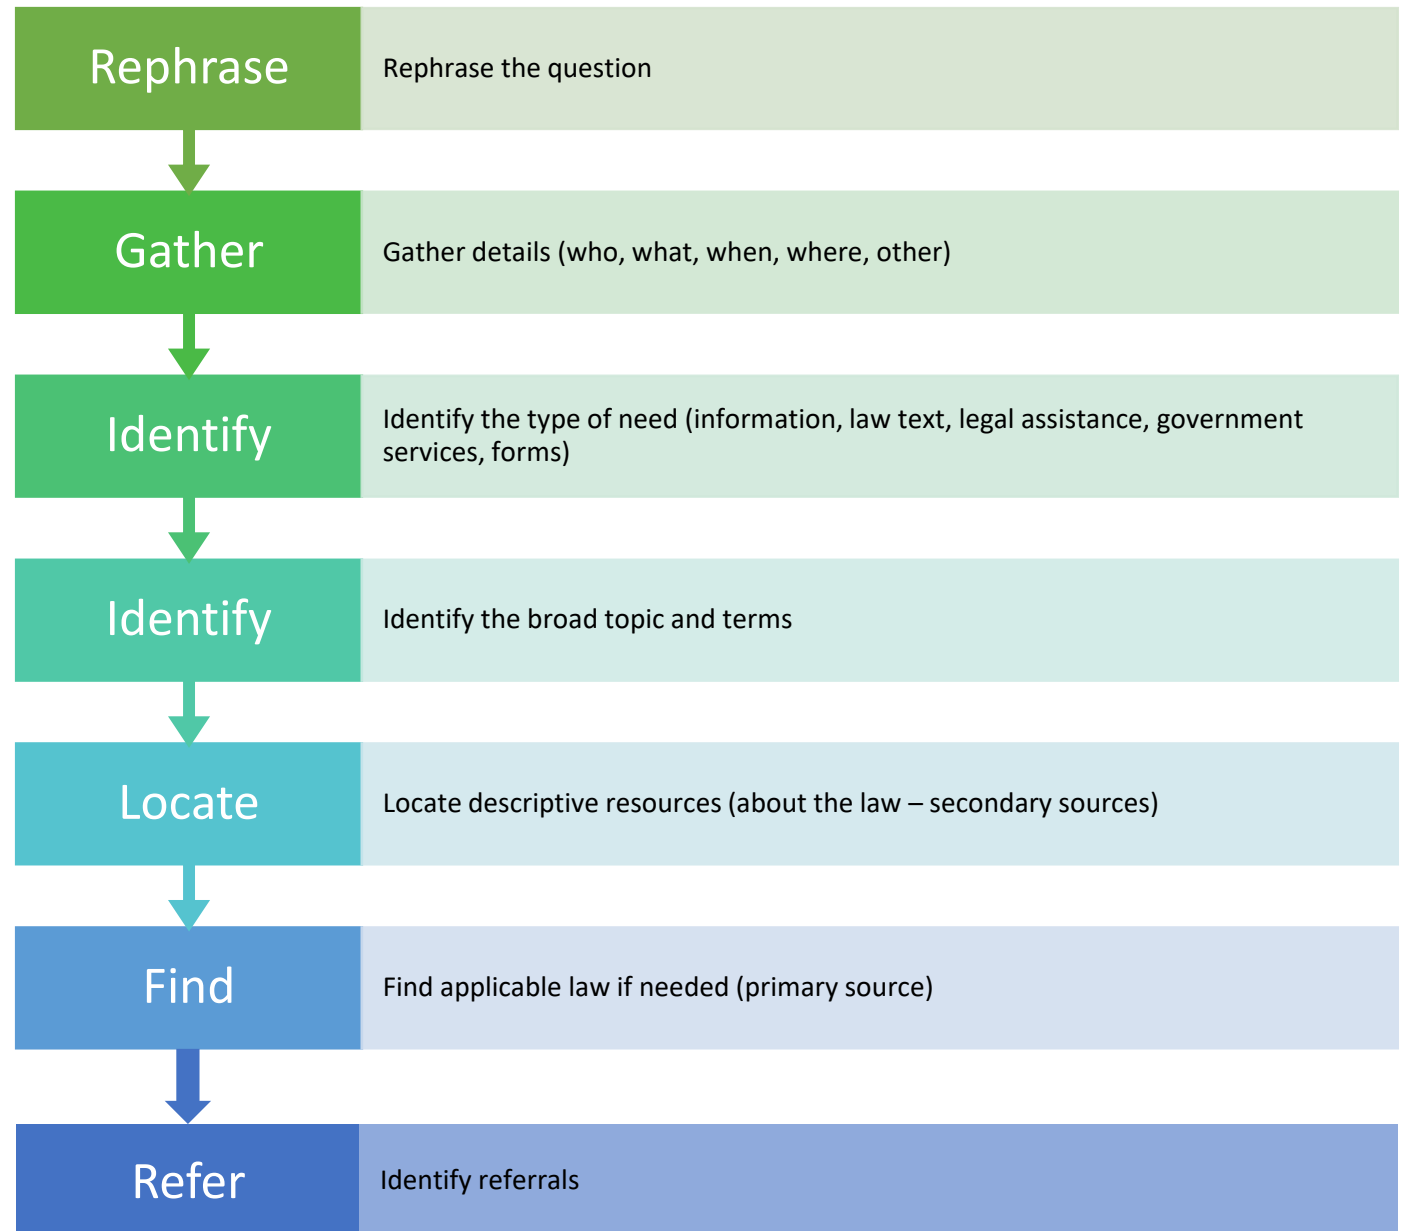 Rephrase
Rephrase the question
Gather
Gather details (who, what, when, where, other)
Identify
Identify the type of need (information, law text, legal assistance, government
services, forms)
Identify
Identify the broad topic and terms
Locate
Locate descriptive resources (about the law – secondary sources)
Find
Find applicable law if needed (primary source)
Refer
Identify referrals